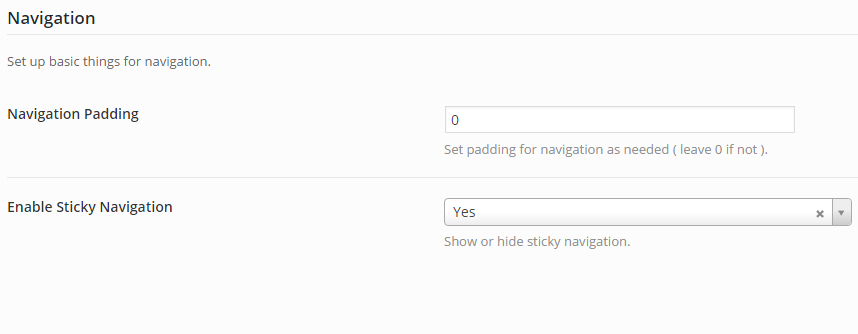 Navigation
Set up basic things for navigation.
Navigation Padding
0
Set padding for navigation as needed ( leave 0 if not ).
Enable Sticky Navigation
Yes
Show or hide sticky navigation.